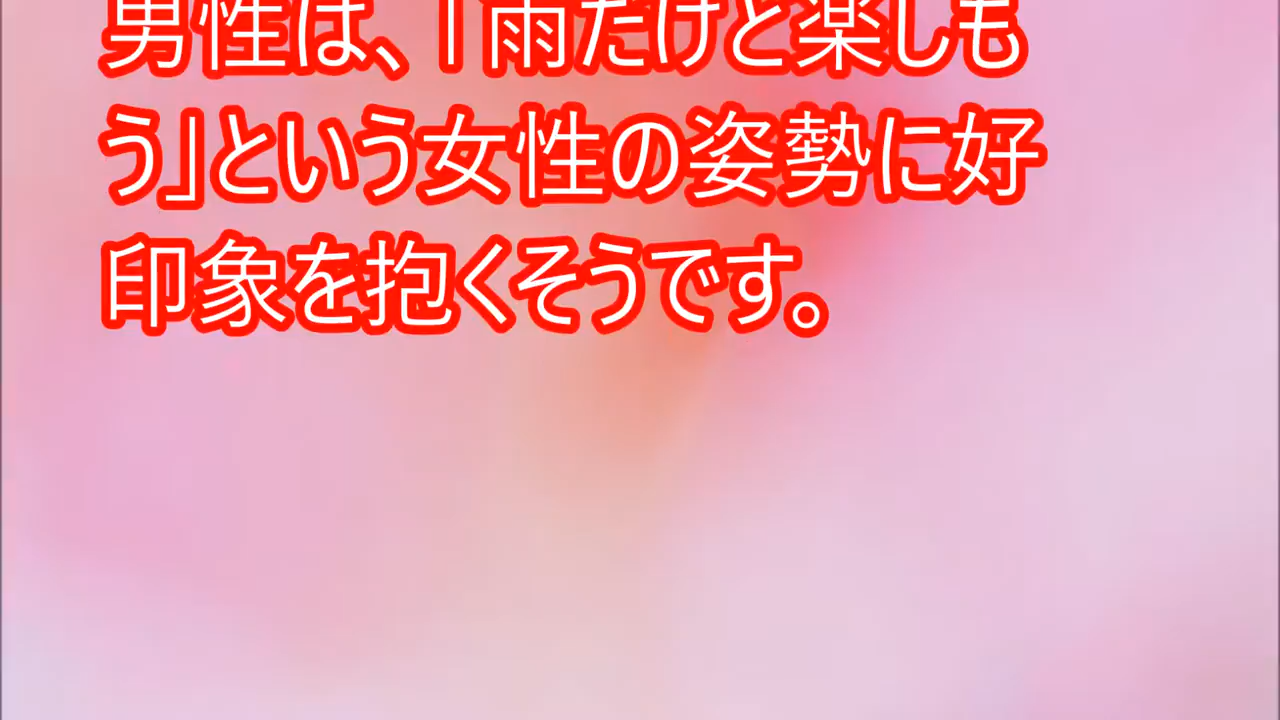 男性は、「雨だけど楽しも
う」という女性の姿勢に好
印象を抱くそうです。